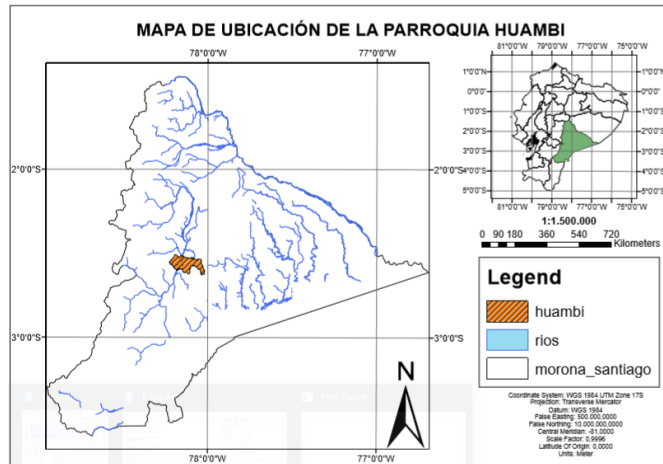 MAPA DE UBICACIÓN DE LA PARROQUIA HUAMBI
78°0'0"O 77°0'0"O
2°0'0"S 2°0'0"S
3°0'0"S 3°0'0"S
78°0'0"O 77°0'0"O
N
81°0'0"O 79°0'0"O 77°0'0"O 75°0'0"O
1°0'0"N 1°0'0"N
0°0'0" 0°0'0"
1°0'0"S 1°0'0"S
2°0'0"S 2°0'0"S
3°0'0"S 3°0'0"S
4°0'0"S 4°0'0"S
5°0'0"S 5°0'0"S
81°0'0"O 79°0'0"O 77°0'0"O 75°0'0"O
1:1.500.000
0 90 180 360 540 720
Kilometers
Legend
huambi
rios
morona_santiago
Coordinate System: WGS 1984 UTM Zone 17S
Projection: Transverse Mercator
Datum: WGS 1984
False Easting: 500.000,0000
False Northing: 10.000.000,0000
Central Meridian: -81,0000
Scale Factor: 0,9996
Latitude Of Origin: 0,0000
Units: Meter